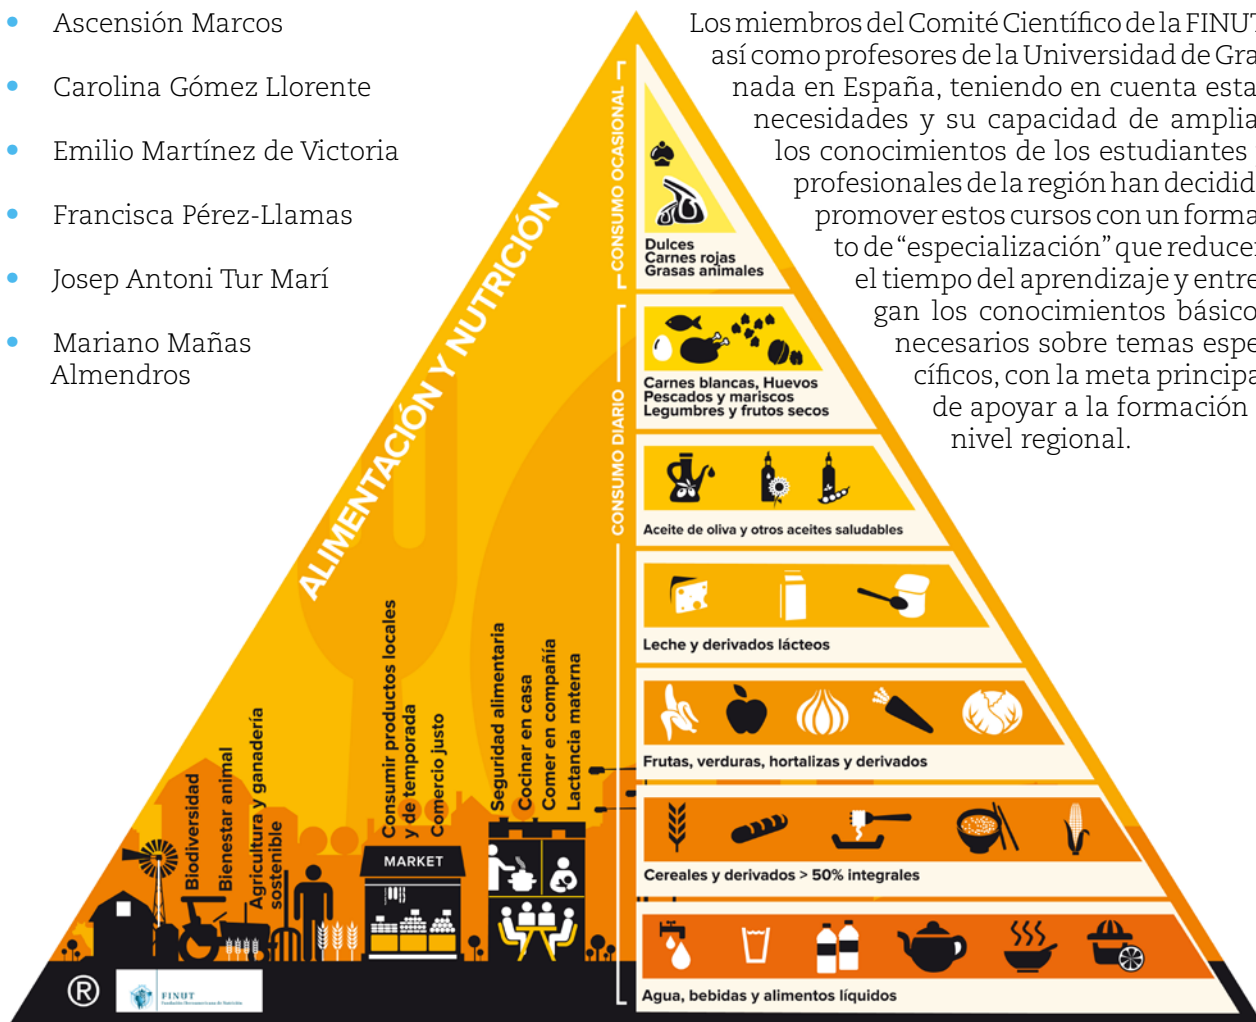 Ascensión Marcos
Carolina Gómez Llorente
Emilio Martínez de Victoria
Francisca Pérez-Llamas
Josep Antoni Tur Marí
Mariano Mañas
Almendros
Los miembros del Comité Científico de la FINUT
así como profesores de la Universidad de Gra
nada en España, teniendo en cuenta esta
necesidades y su capacidad de amplia
los conocimientos de los estudiantes
profesionales de la región han decidid
promover estos cursos con un forma
to de “especialización” que reduce
el tiempo del aprendizaje y entre
gan los conocimientos básico
necesarios sobre temas espe
cíficos, con la meta principa
de apoyar a la formación
nivel regional.
ALIMENTACIÓN Y NUTRICIÓN
CONSUMO OCASIONAL
Dulces
Carnes rojas
Grasas animales
CONSUMO DIARIO
Carnes blancas, Huevos
Pescados y mariscos
Legumbres y frutos secos
Aceite de oliva y otros aceites saludables
Leche y derivados lácteos
Frutas, verduras, hortalizas y derivados
Cereales y derivados > 50% integrales
Agua, bebidas y alimentos líquidos
Biodiversidad
Bienestar animal
Agricultura y ganadería
sostenible
Consumir productos locales
y de temporada
Comercio justo
MARKET
Seguridad alimentaria
Cocinar en casa
Comer en compañía
Lactancia materna
®
FINUT
Fundación Iberoamericana de Nutrición